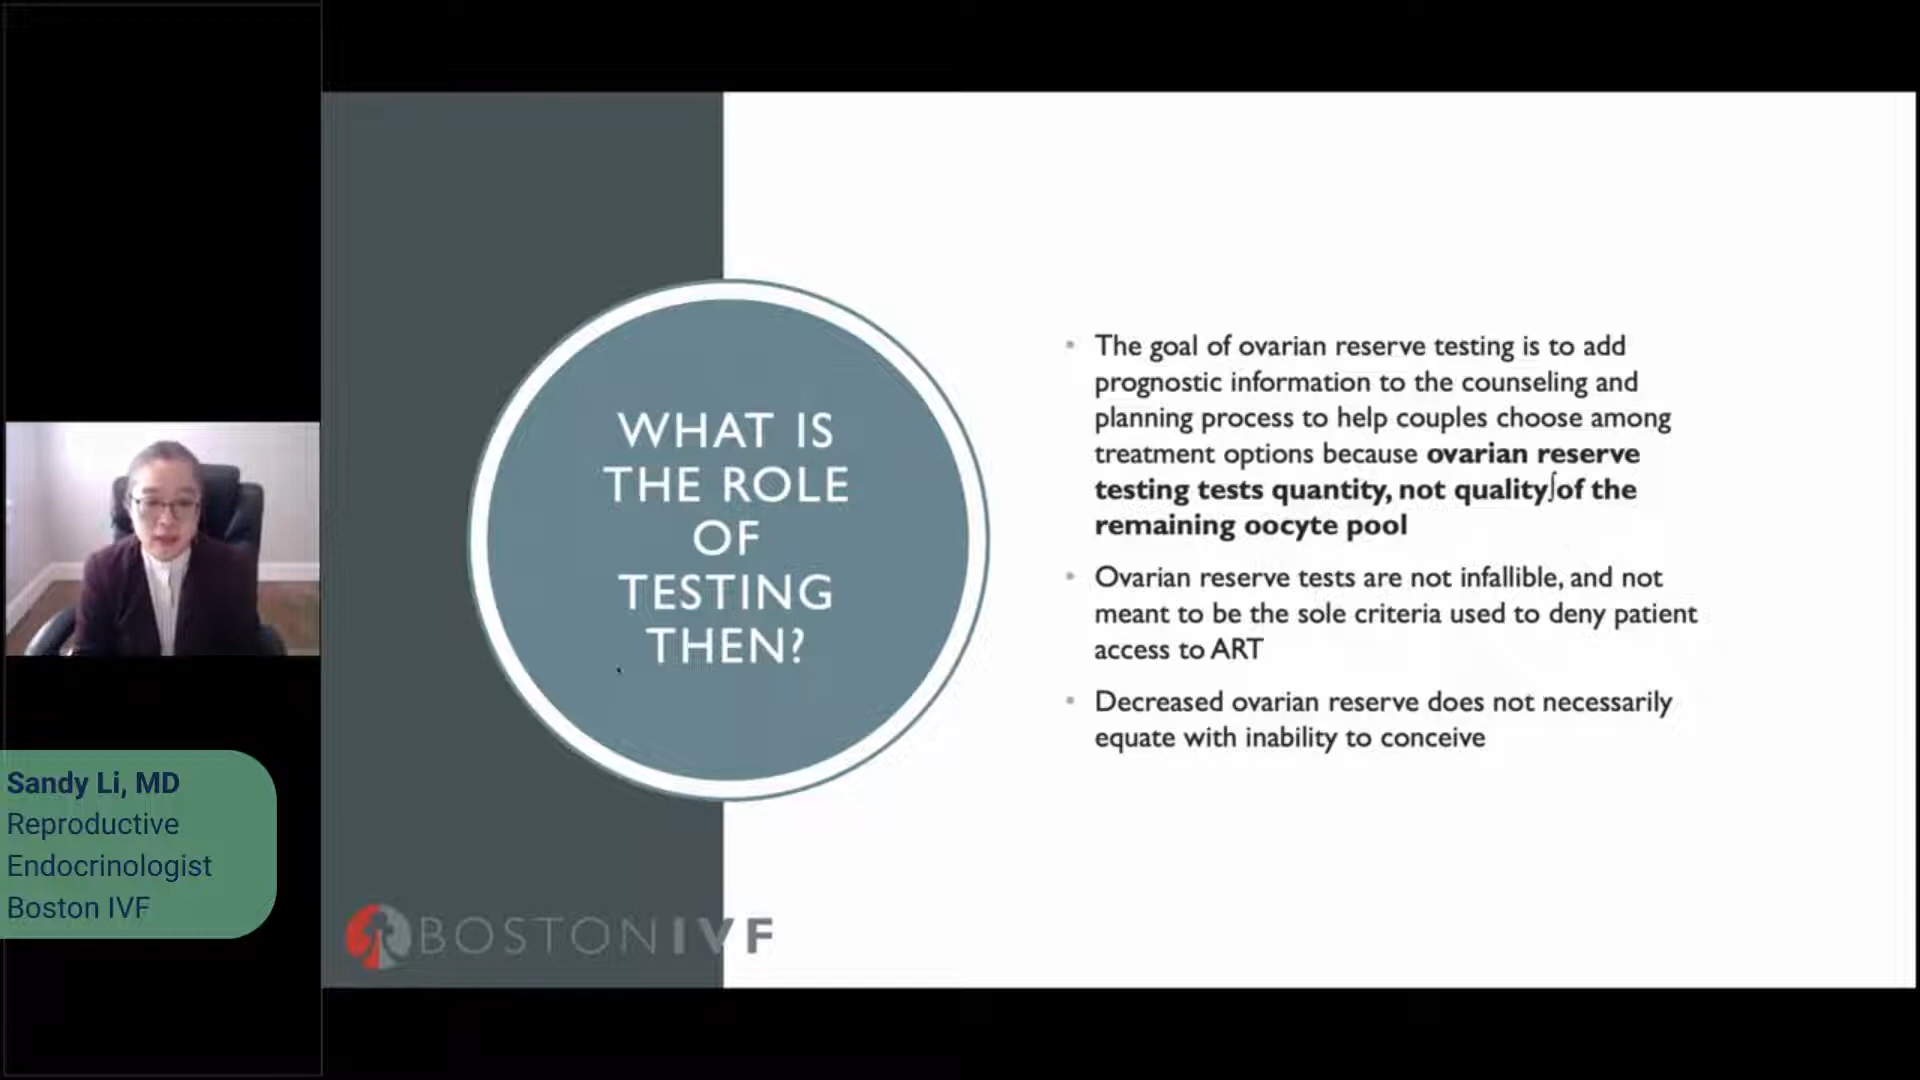 WHAT IS
THE ROLE
OF
TESTING
THEN?
• The goal of ovarian reserve testing is to add
prognostic information to the counseling and
planning process to help couples choose among
treatment options because ovarian reserve
testing tests quantity, not quality of the
remaining oocyte pool
• Ovarian reserve tests are not infallible, and not
meant to be the sole criteria used to deny patient
access to ART
• Decreased ovarian reserve does not necessarily
equate with inability to conceive
Sandy Li, MD
Reproductive
Endocrinologist
Boston IVF
BOSTON IVF